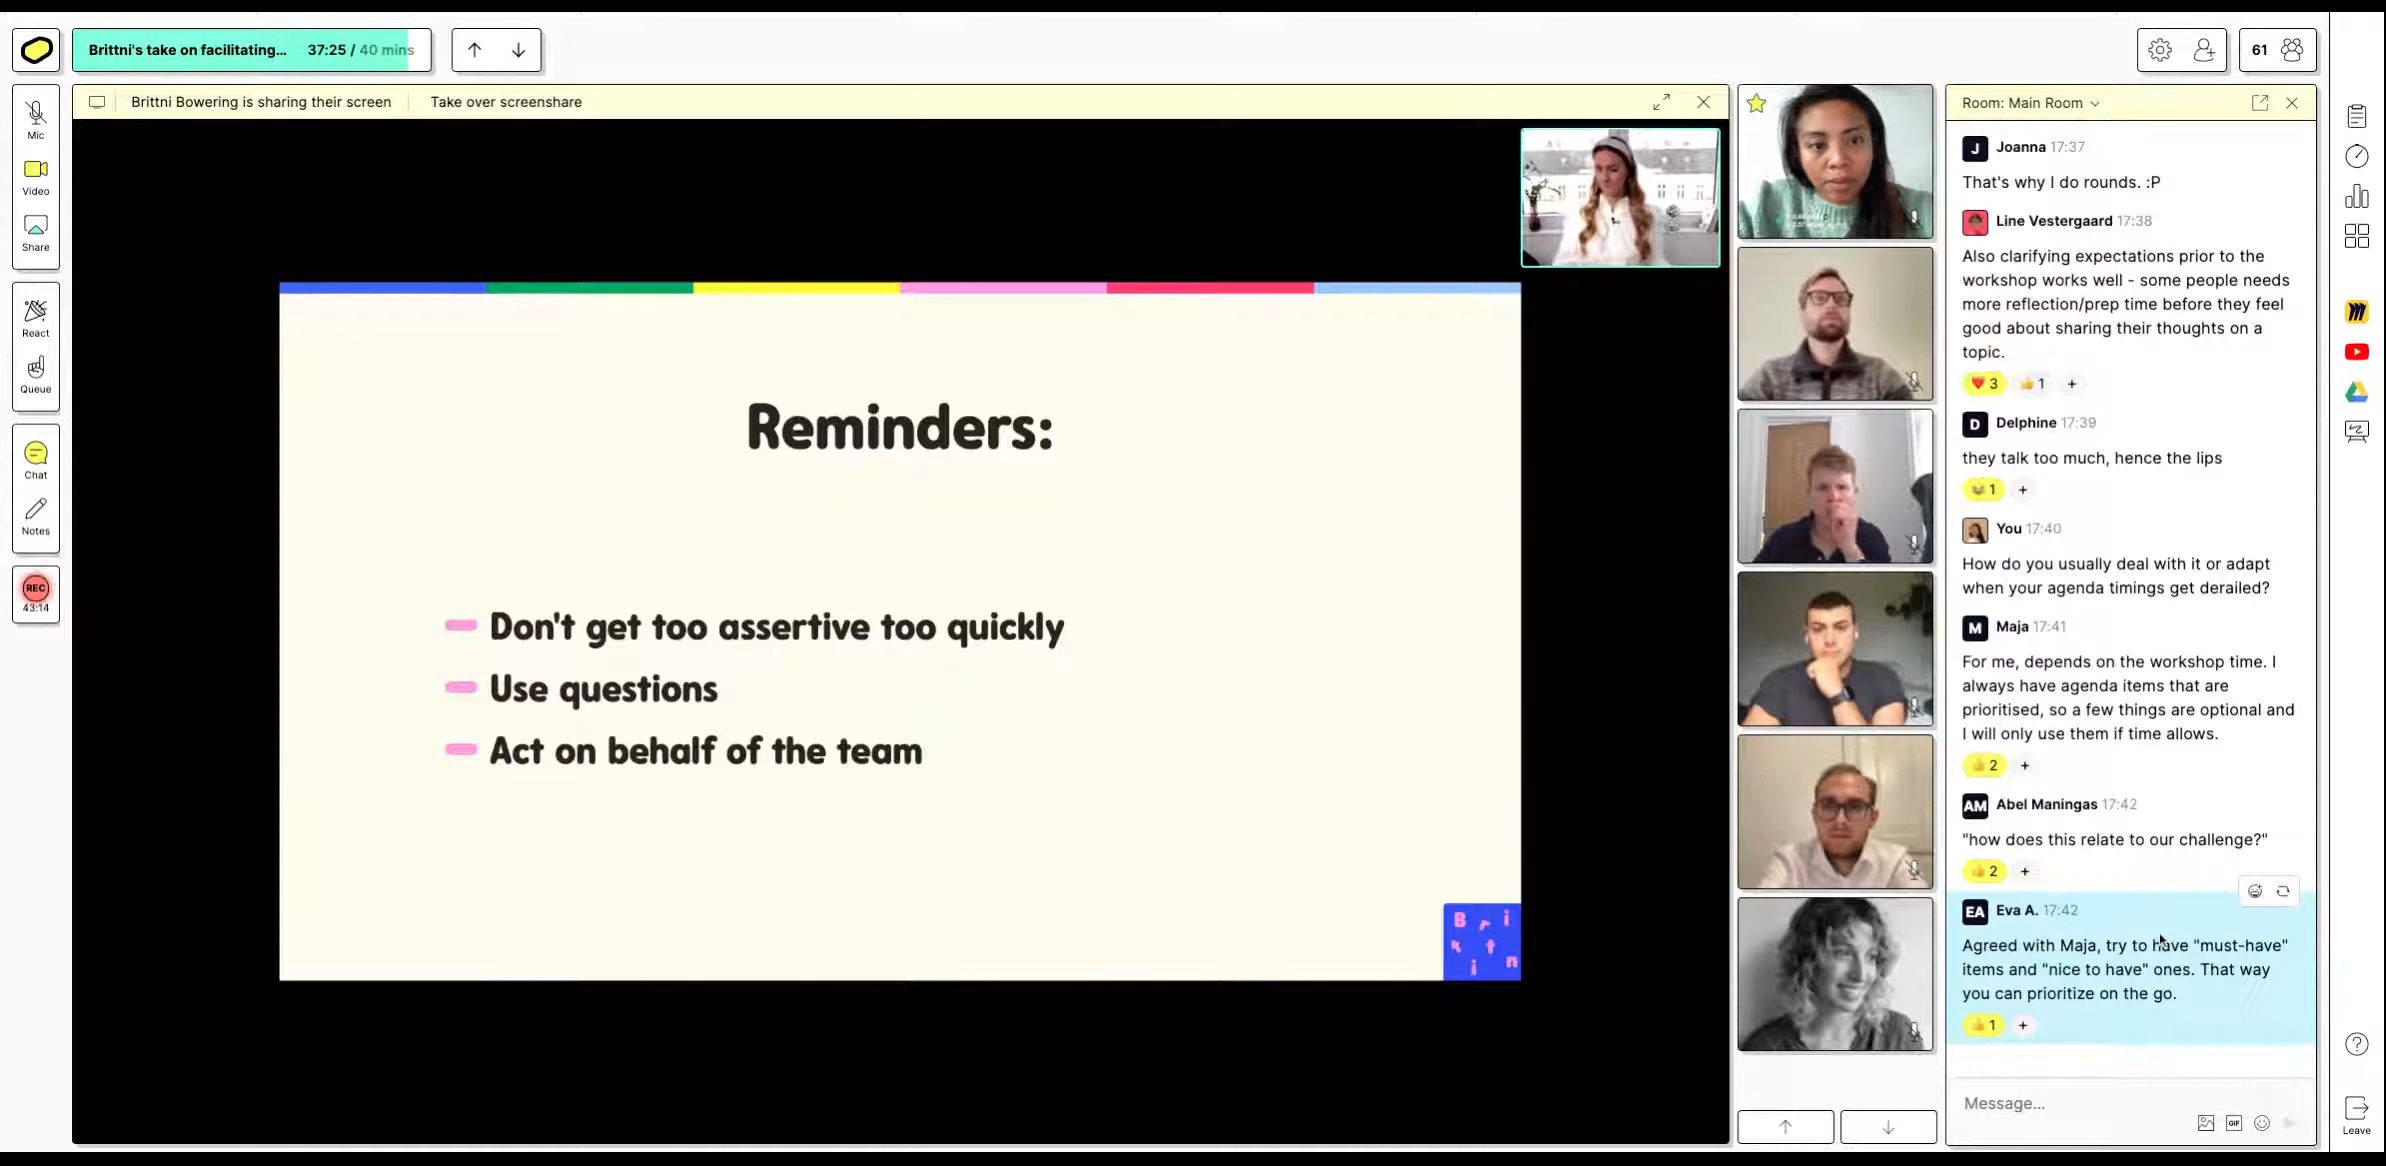 Brittni's take on facilitating... 37:25 / 40 mins
61
Mic
Video
Share
React
Queue
Chat
Notes
REC
43:14
Brittni Bowering is sharing their screen
Take over screenshare
Reminders:
Don't get too assertive too quickly
Use questions
Act on behalf of the team
B r i
t t
i n
Room: Main Room
J Joanna 17:37
That's why I do rounds. :P
Line Vestergaard 17:38
Also clarifying expectations prior to the
workshop works well - some people needs
more reflection/prep time before they feel
good about sharing their thoughts on a
topic.
3 1 +
D Delphine 17:39
they talk too much, hence the lips
1 +
You 17:40
How do you usually deal with it or adapt
when your agenda timings get derailed?
M Maja 17:41
For me, depends on the workshop time. I
always have agenda items that are
prioritised, so a few things are optional and
I will only use them if time allows.
2 +
AM Abel Maningas 17:42
"how does this relate to our challenge?"
2 +
EA Eva A. 17:42
Agreed with Maja, try to have "must-have"
items and "nice to have" ones. That way
you can prioritize on the go.
1 +
Message...
GIF
Leave